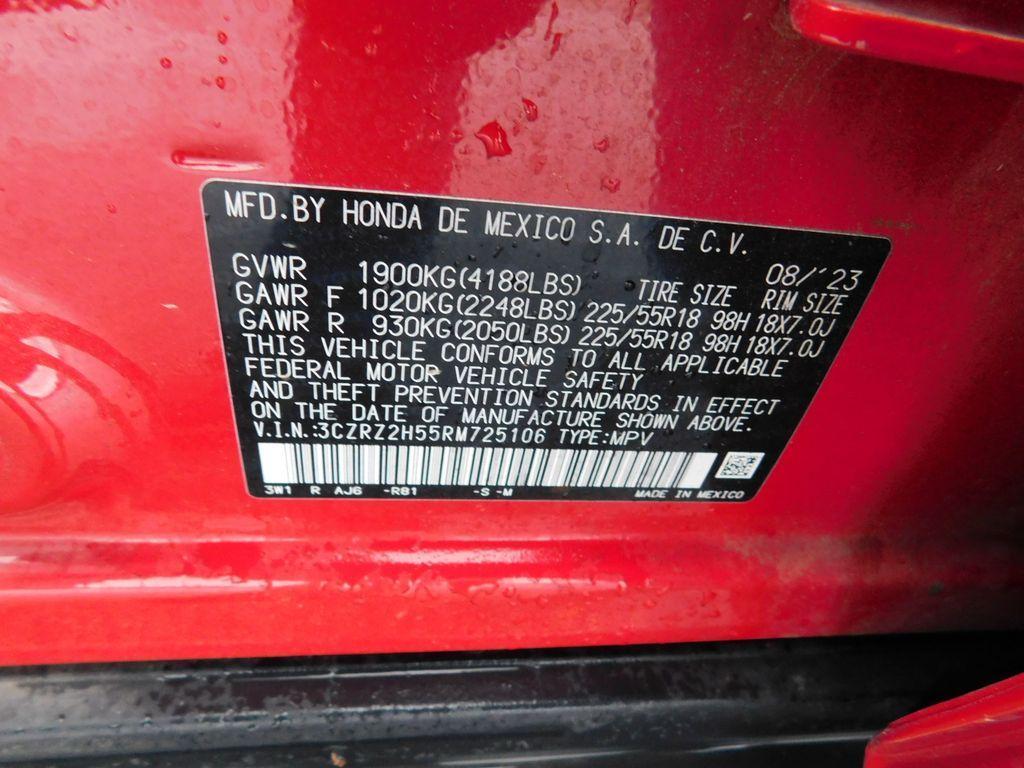 MFD.BY HONDA DE MEXICO S.A. DE C.V.
08/'23
GVWR 1900KG(4188LBS) TIRE SIZE RIM SIZE
GAWR F 1020KG(2248LBS) 225/55R18 98H 18X7.0J
GAWR R 930KG(2050LBS) 225/55R18 98H 18X7.0J
THIS VEHICLE CONFORMS TO ALL APPLICABLE
FEDERAL MOTOR VEHICLE SAFETY
AND THEFT PREVENTION STANDARDS IN EFFECT
ON THE DATE OF MANUFACTURE SHOWN ABOVE.
V.I.N.:3CZRZ2H55RM725106 TYPE:MPV
3W1 R AJ6 -R81 -S -M MADE IN MEXICO